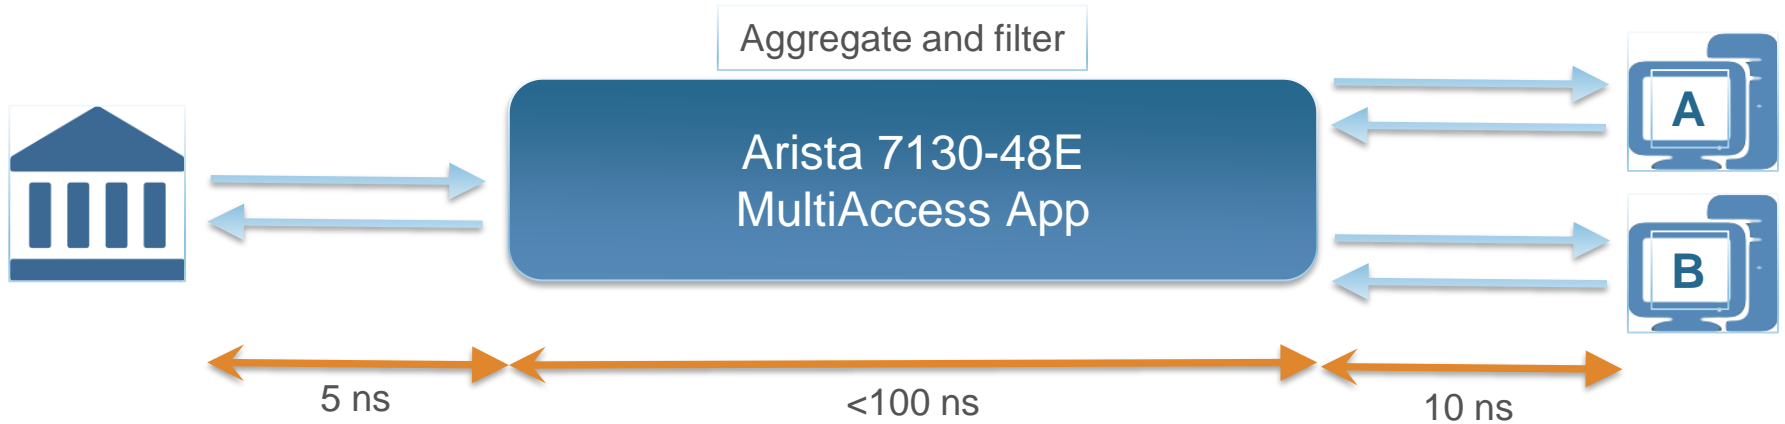 Aggregate and filter
Arista 7130-48E
MultiAccess App
A
B
5 ns
<100 ns
10 ns